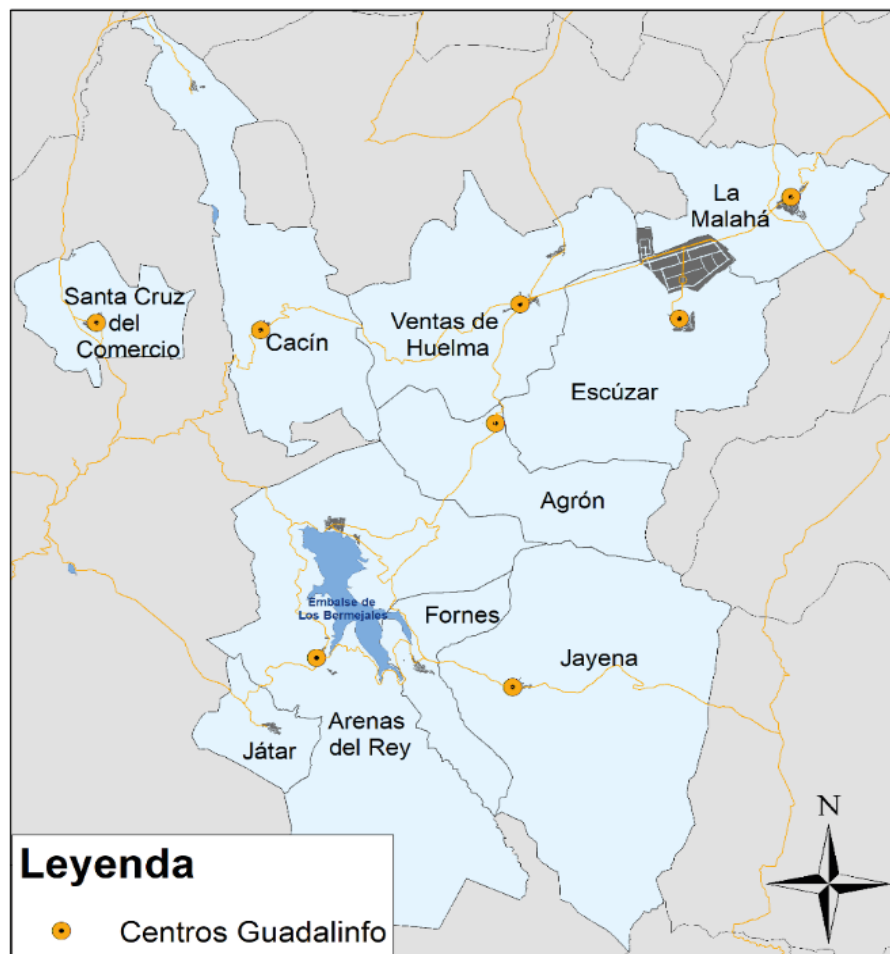 La
Malahá
Santa Cruz
del
Comercio
Cacín
Ventas de
Huelma
Escúzar
Agrón
Embalse de
Los Bermejales
Fornes
Jayena
Arenas
del Rey
Játar
N
Leyenda
Centros Guadalinfo